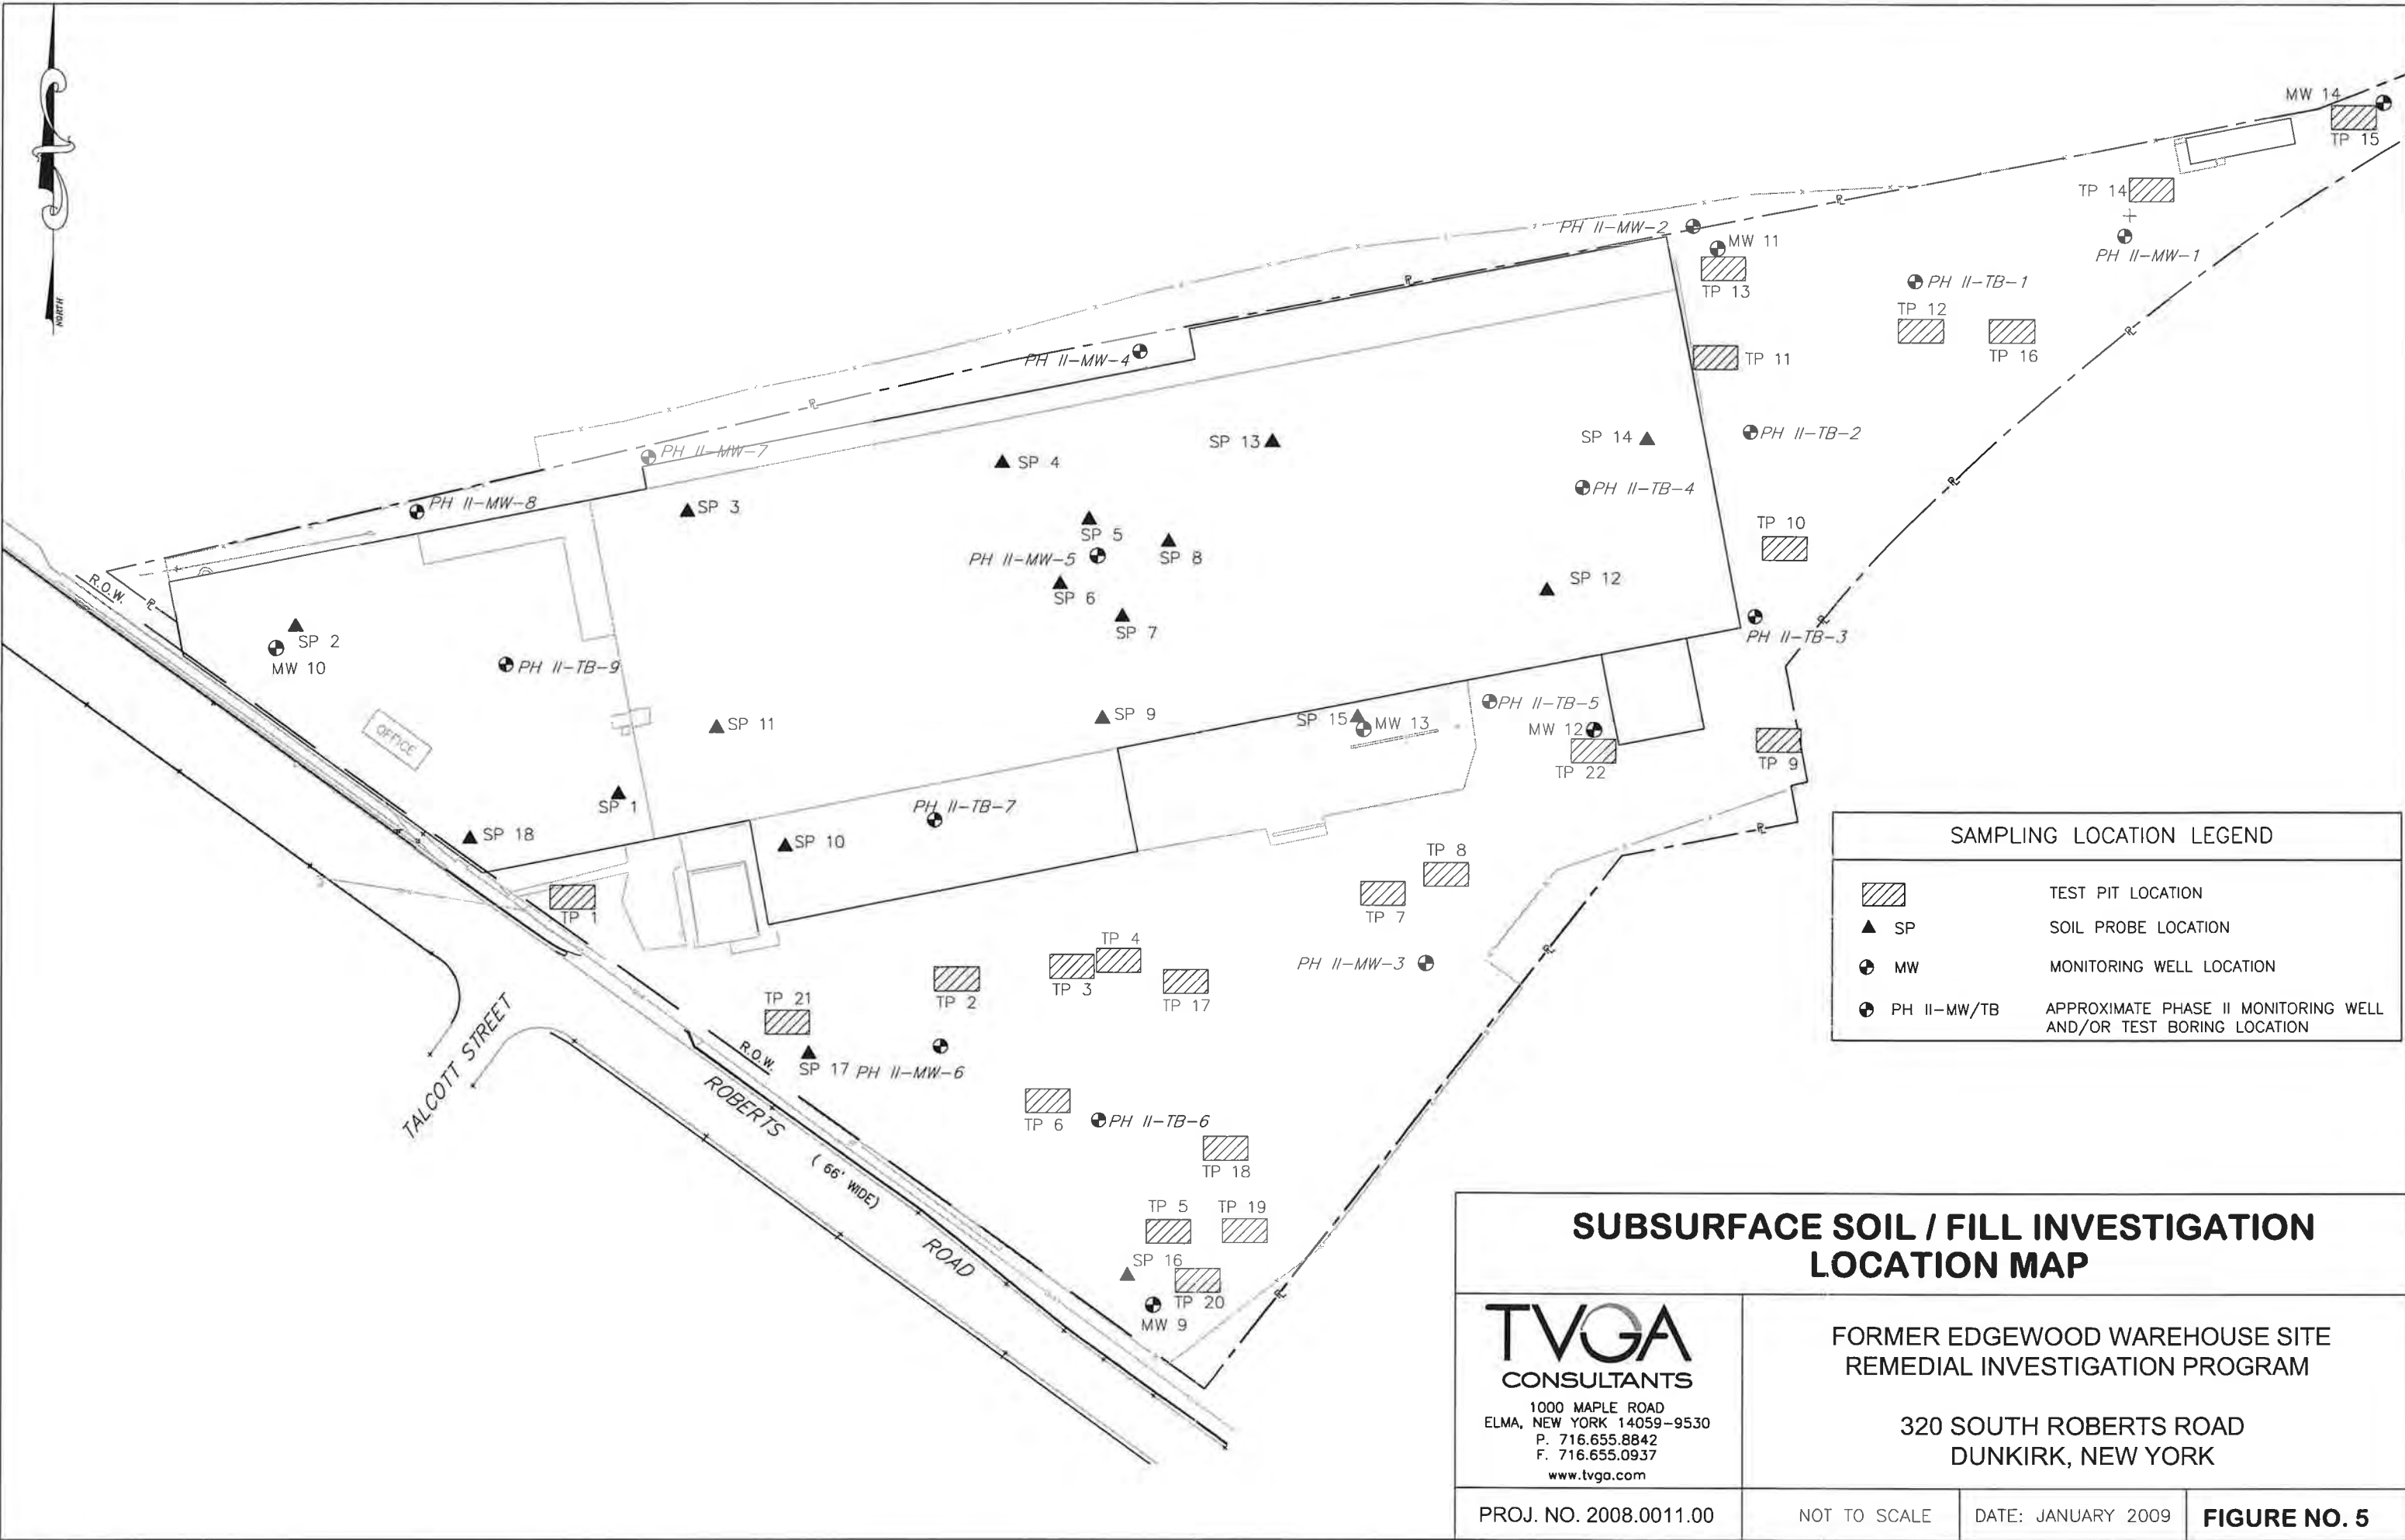 NORTH
MW 14
TP 15
TP 14
PH II-MW-1
PH II-MW-2
MW 11
TP 13
PH II-TB-1
TP 12
TP 16
PH II-MW-4
TP 11
PH II-MW-7
SP 4
SP 13
SP 14
PH II-TB-2
PH II-MW-8
SP 3
SP 5
PH II-MW-5
SP 8
SP 6
SP 7
PH II-TB-4
TP 10
SP 12
PH II-TB-3
R.O.W.
SP 2
MW 10
PH II-TB-9
OFFICE
SP 11
SP 9
SP 15
MW 13
PH II-TB-5
MW 12
TP 22
TP 9
SP 1
SP 18
SP 10
PH II-TB-7
TP 1
TP 8
TP 7
PH II-MW-3
TP 4
TP 3
TP 17
TP 2
TP 21
SP 17
PH II-MW-6
R.O.W.
TALCOTT STREET
ROBERTS
( 66' WIDE)
ROAD
TP 6
PH II-TB-6
TP 18
TP 5
TP 19
SP 16
TP 20
MW 9
SAMPLING LOCATION LEGEND
TEST PIT LOCATION
SP SOIL PROBE LOCATION
MW MONITORING WELL LOCATION
PH II-MW/TB APPROXIMATE PHASE II MONITORING WELL
AND/OR TEST BORING LOCATION
SUBSURFACE SOIL / FILL INVESTIGATION
LOCATION MAP
TVGA
CONSULTANTS
1000 MAPLE ROAD
ELMA, NEW YORK 14059-9530
P. 716.655.8842
F. 716.655.0937
www.tvga.com
FORMER EDGEWOOD WAREHOUSE SITE
REMEDIAL INVESTIGATION PROGRAM
320 SOUTH ROBERTS ROAD
DUNKIRK, NEW YORK
PROJ. NO. 2008.0011.00
NOT TO SCALE
DATE: JANUARY 2009
FIGURE NO. 5